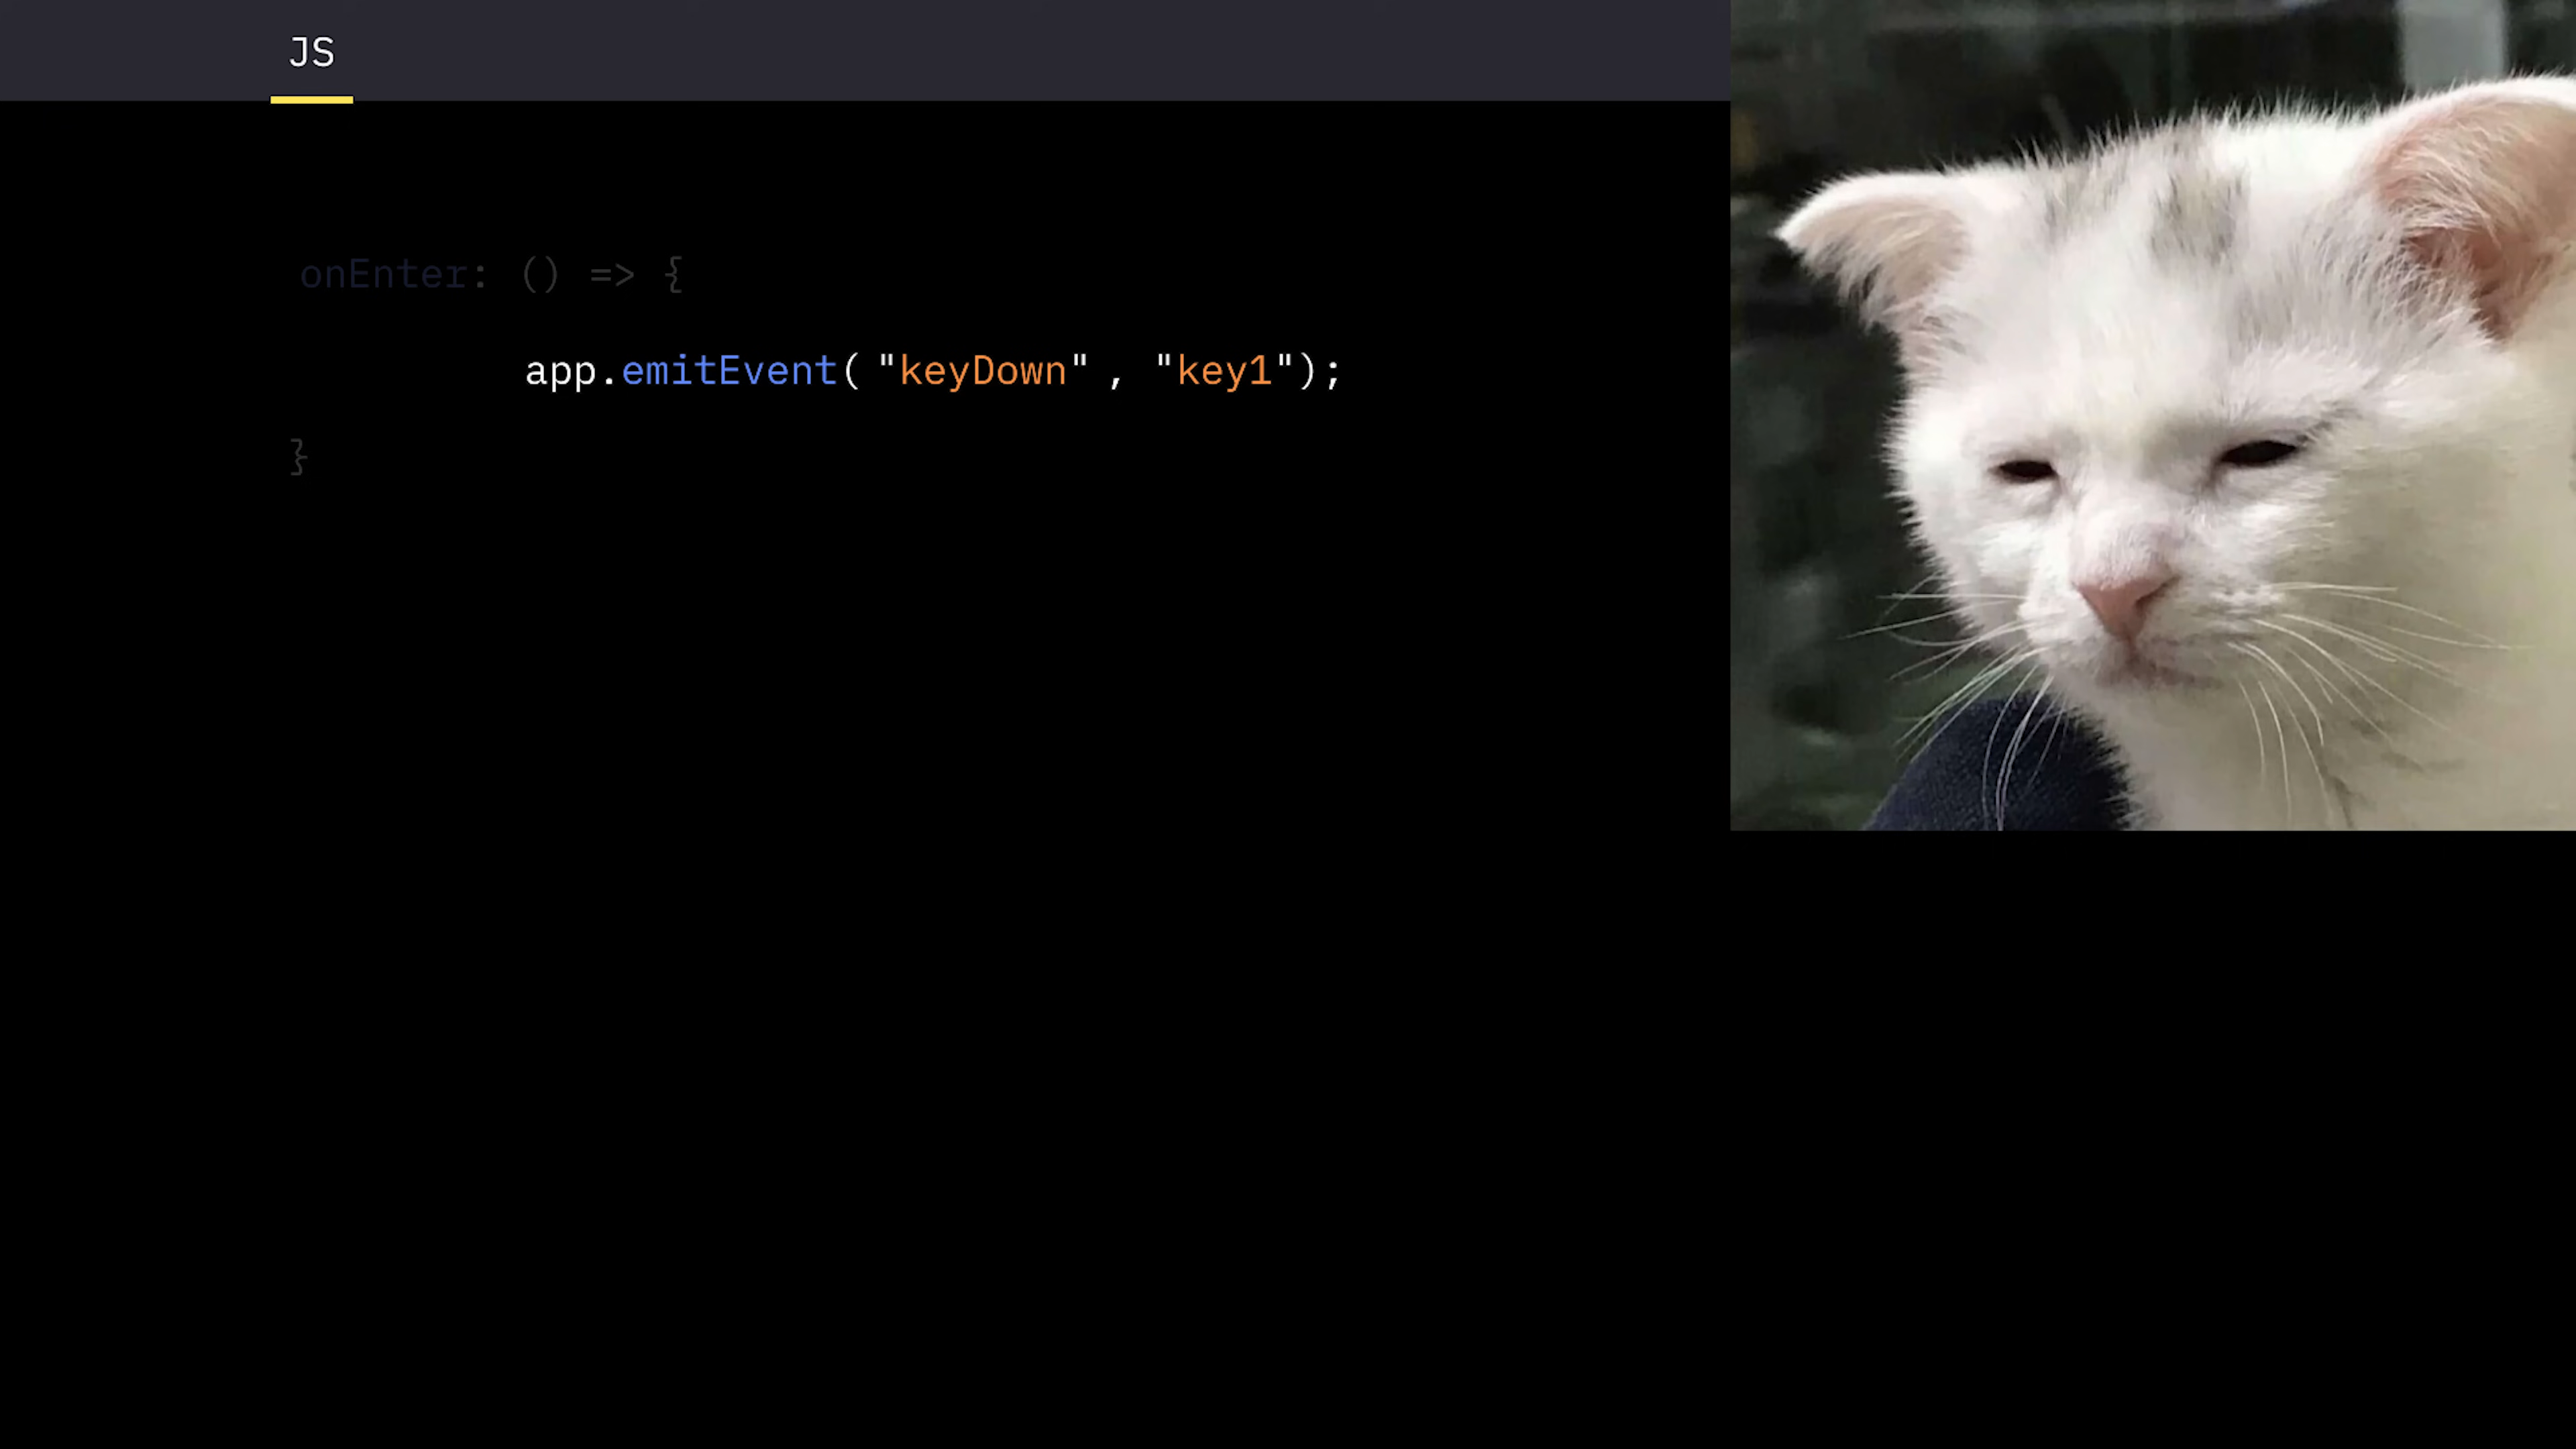 JS
onEnter: () => {
app.emitEvent( "keyDown" , "key1");
}